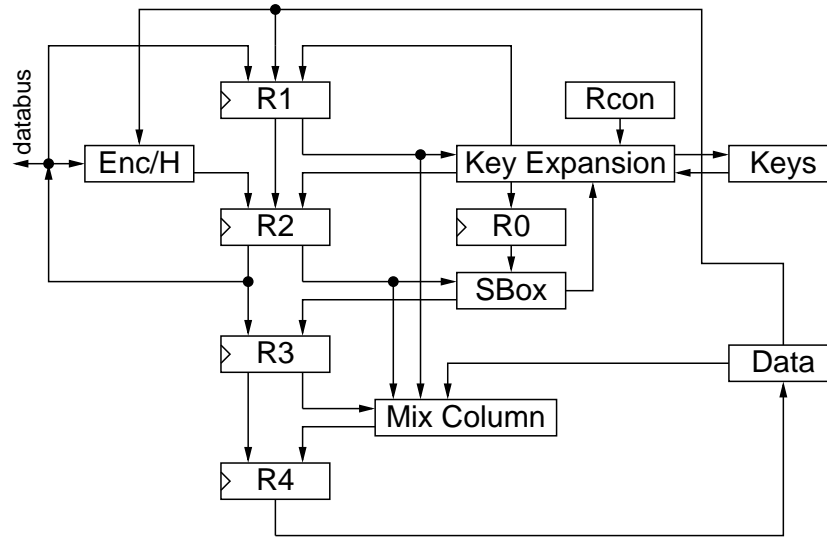 R1
Rcon
databus
Enc/H
Key Expansion
Keys
R2
R0
SBox
R3
Data
Mix Column
R4